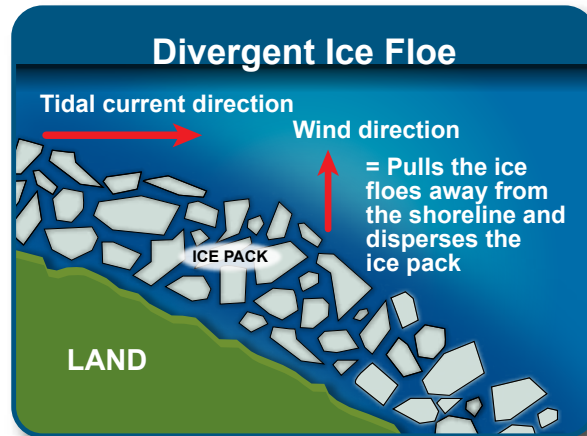 Divergent Ice Floe
Tidal current direction
Wind direction
= Pulls the ice
floes away from
the shoreline and
disperses the
ice pack
ICE PACK
LAND